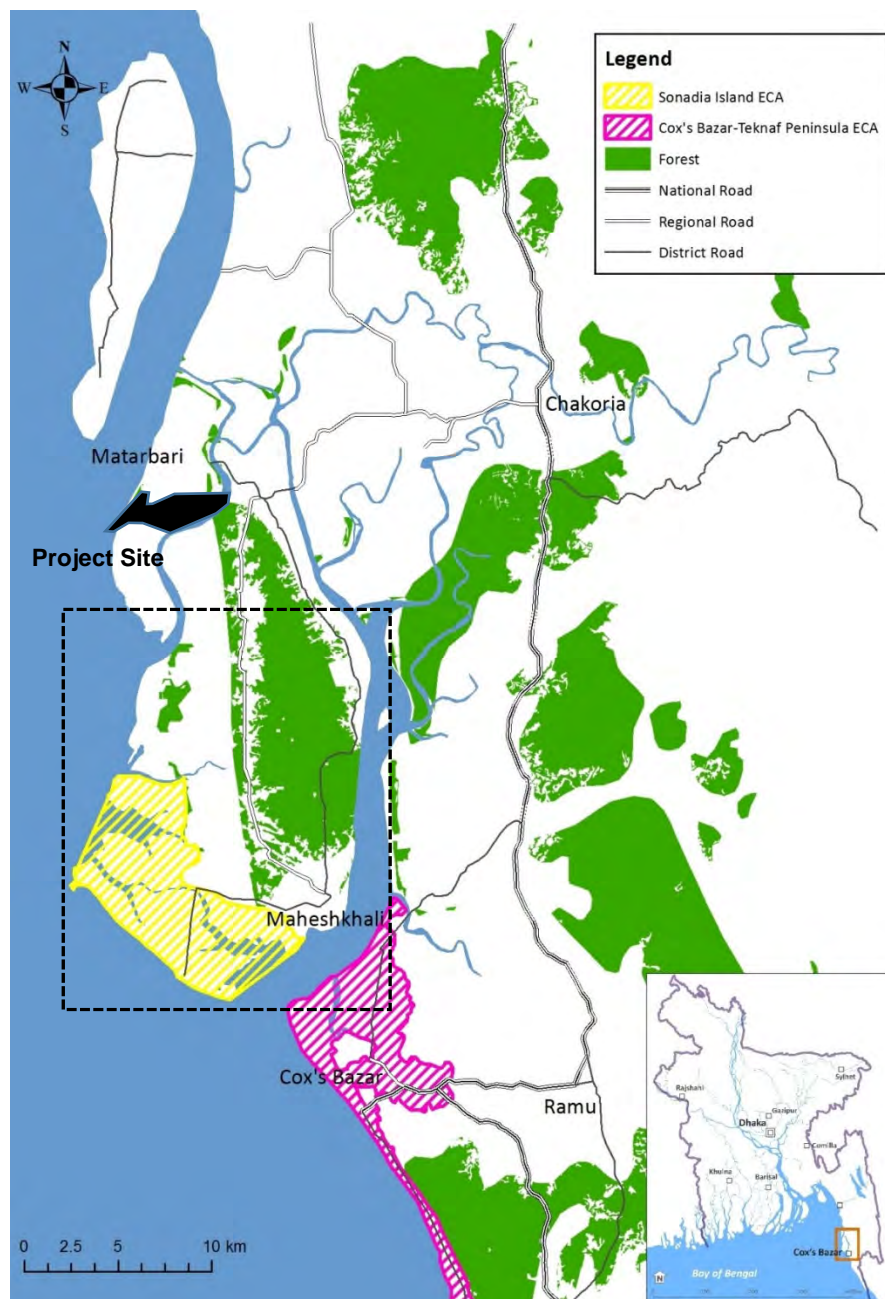 N
W E
S
Legend
Sonadia Island ECA
Cox's Bazar-Teknaf Peninsula ECA
Forest
National Road
Regional Road
District Road
Chakoria
Matarbari
Project Site
Maheshkhali
Cox's Bazar
Ramu
0 2.5 5 10 km
Sylhet
Rajshahi
Gazipur
Dhaka
Comilla
Khulna
Barisal
Cox's Bazar
Bay of Bengal
N